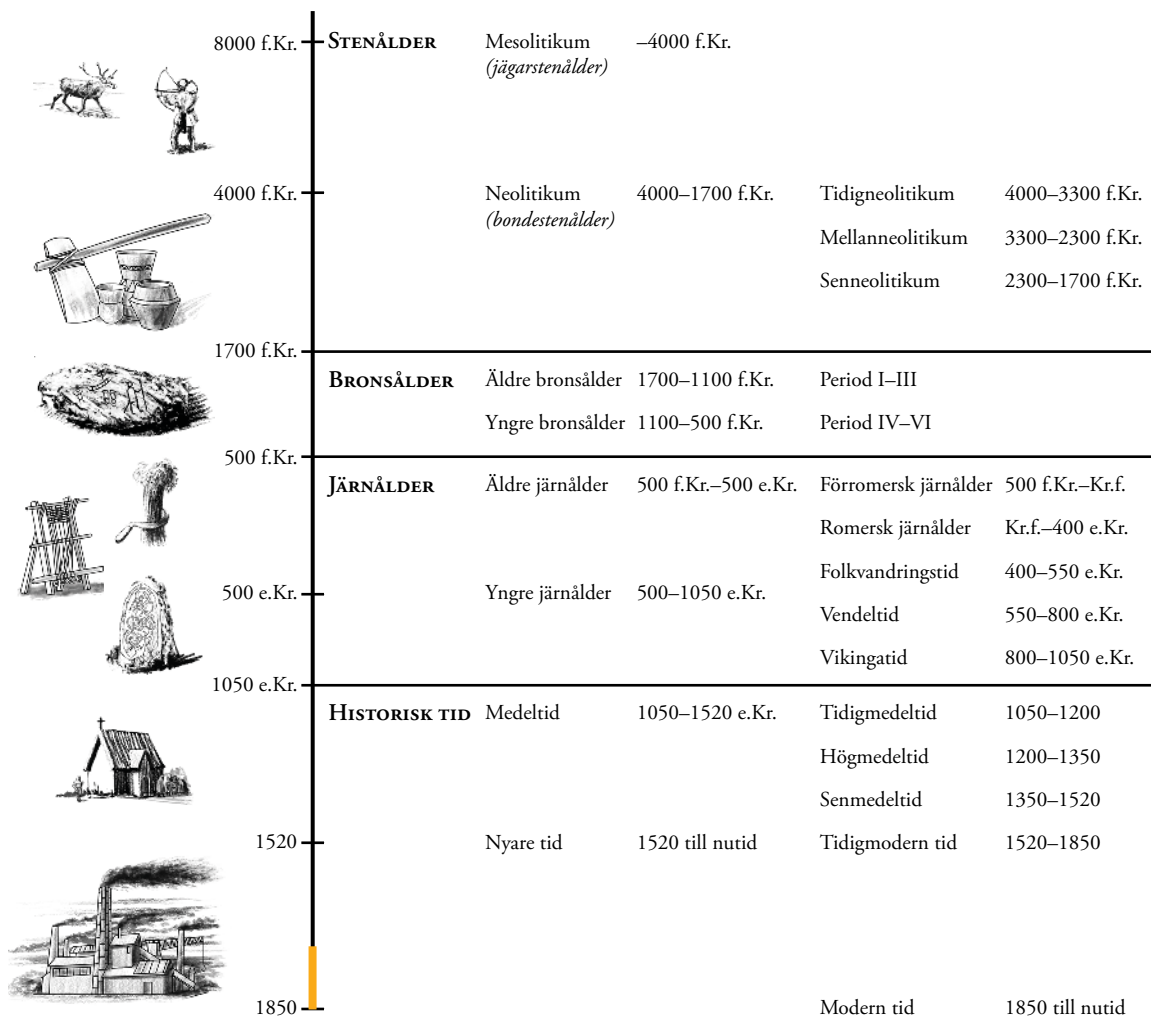 8000 f.Kr. Stenålder Mesolitikum –4000 f.Kr.
(jägarstenålder)
4000 f.Kr. Neolitikum 4000–1700 f.Kr. Tidigneolitikum 4000–3300 f.Kr.
(bondestenålder)
Mellanneolitikum 3300–2300 f.Kr.
Senneolitikum 2300–1700 f.Kr.
1700 f.Kr.
Bronsålder Äldre bronsålder 1700–1100 f.Kr. Period I–III
Yngre bronsålder 1100–500 f.Kr. Period IV–VI
500 f.Kr.
Järnålder Äldre järnålder 500 f.Kr.–500 e.Kr. Förromersk järnålder 500 f.Kr.–Kr.f.
Romersk järnålder Kr.f.–400 e.Kr.
Folkvandringstid 400–550 e.Kr.
500 e.Kr. Yngre järnålder 500–1050 e.Kr.
Vendeltid 550–800 e.Kr.
Vikingatid 800–1050 e.Kr.
1050 e.Kr.
Historisk tid Medeltid 1050–1520 e.Kr. Tidigmedeltid 1050–1200
Högmedeltid 1200–1350
Senmedeltid 1350–1520
1520 Nyare tid 1520 till nutid Tidigmodern tid 1520–1850
1850 Modern tid 1850 till nutid